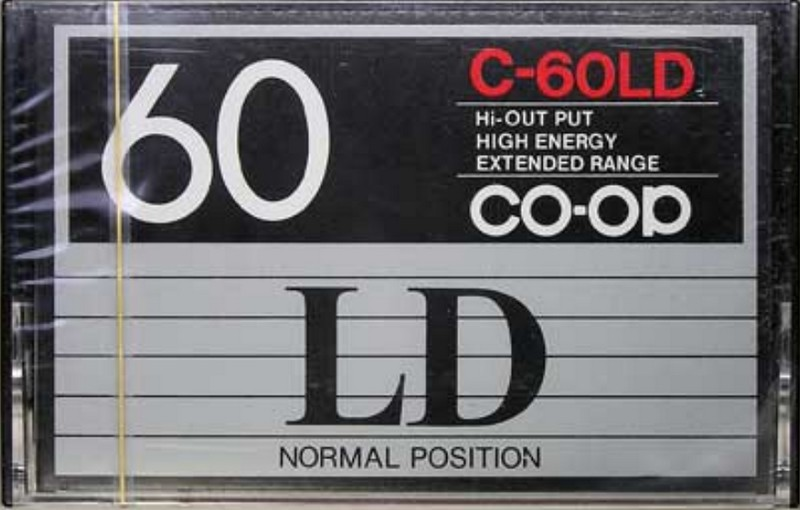 60
C-60LD
Hi-OUT PUT
HIGH ENERGY
EXTENDED RANGE
CO-OP
LD
NORMAL POSITION